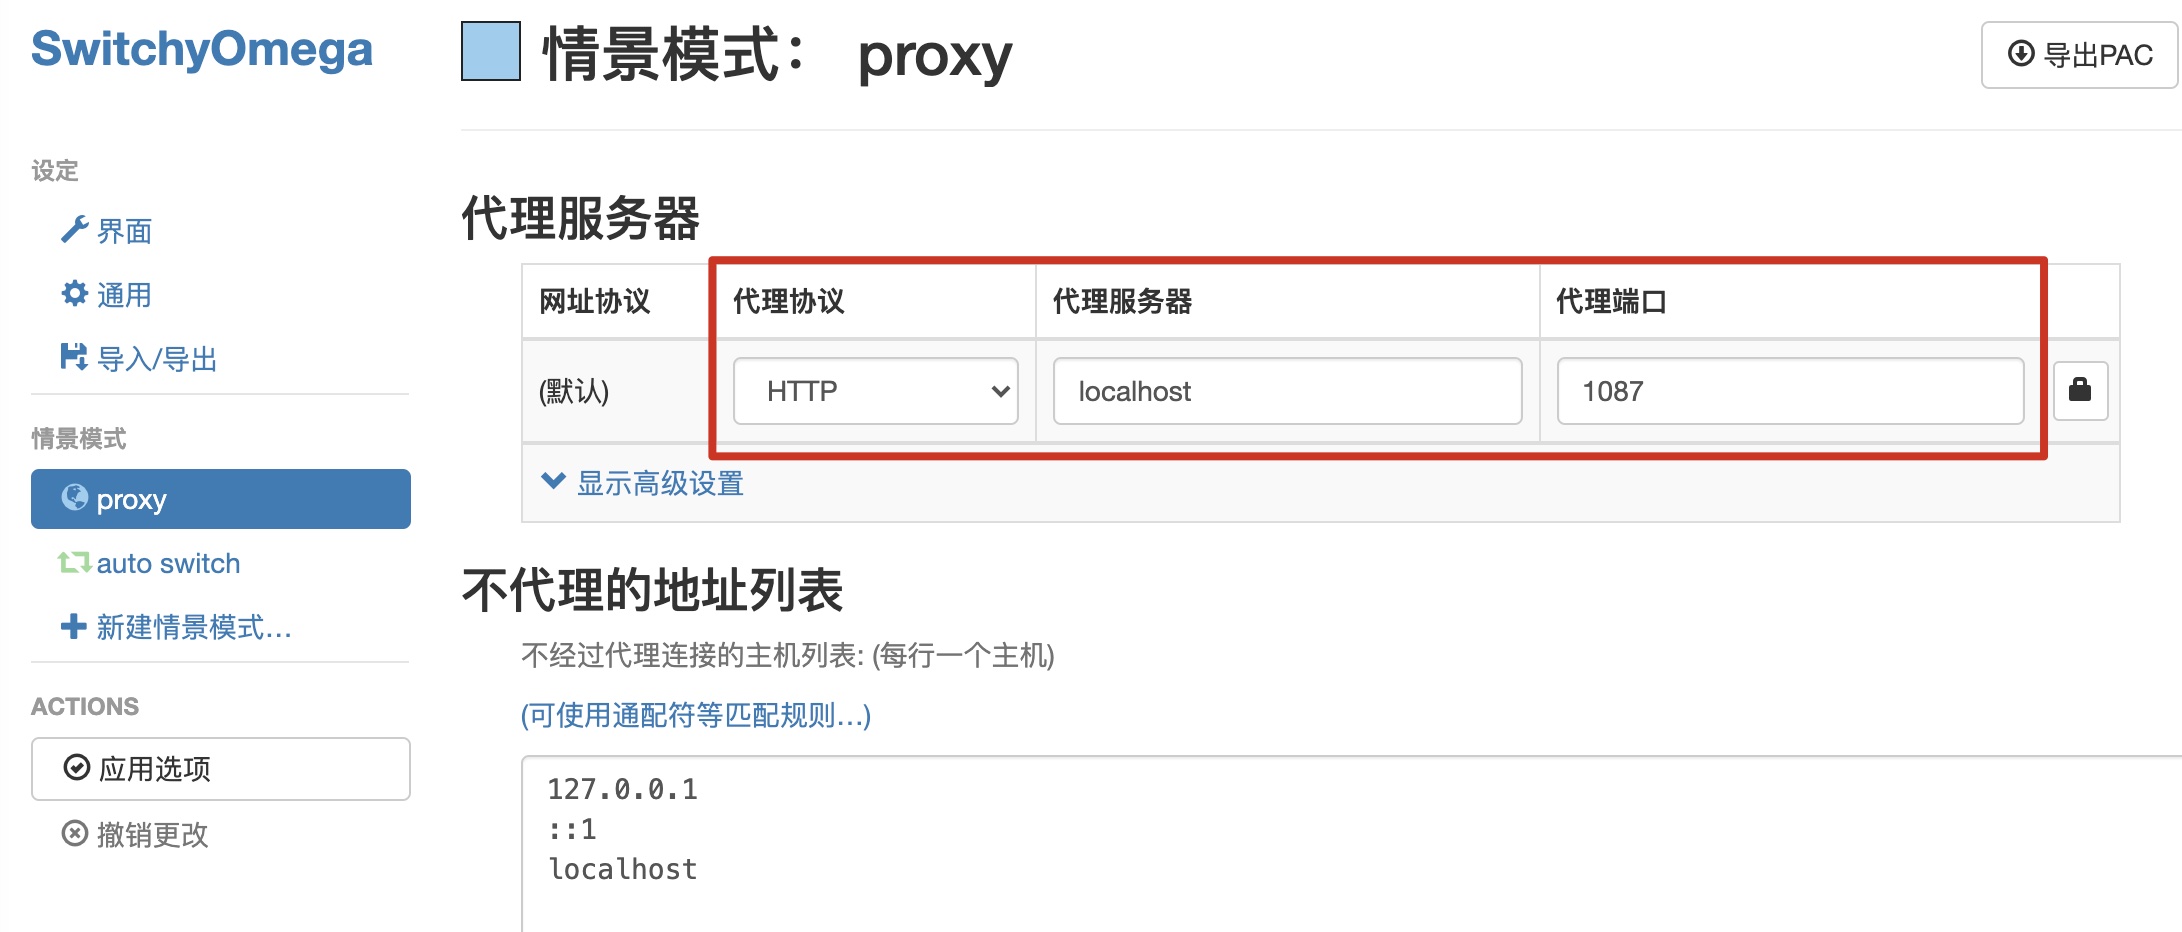 SwitchyOmega
设定
界面
通用
导入/导出
情景模式
proxy
auto switch
新建情景模式...
ACTIONS
应用选项
撤销更改
情景模式： proxy
导出PAC
代理服务器
网址协议 代理协议 代理服务器 代理端口
(默认) HTTP localhost 1087
显示高级设置
不代理的地址列表
不经过代理连接的主机列表: (每行一个主机)
(可使用通配符等匹配规则...)
127.0.0.1
::1
localhost